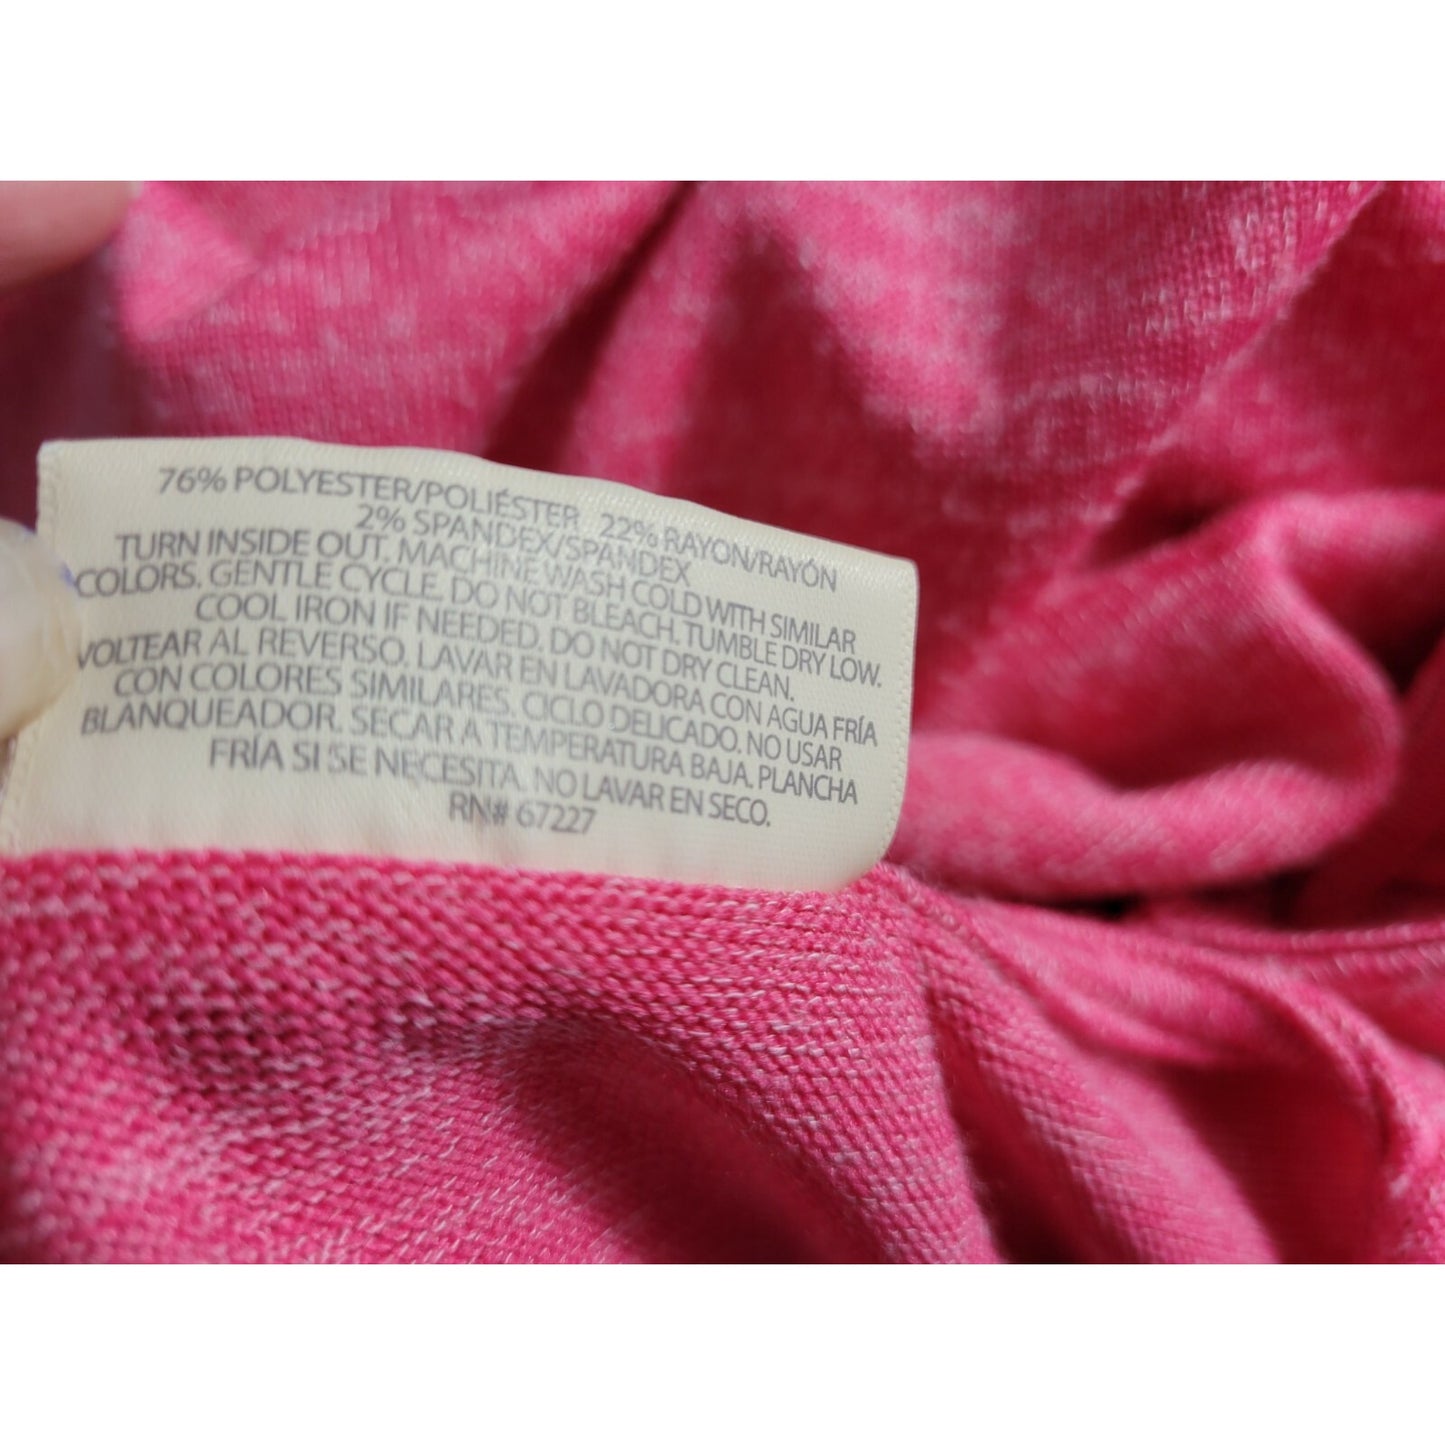 76% POLYESTER/POLIÉSTER 22% RAYON/RAYÓN
2% SPANDEX/SPANDEX
TURN INSIDE OUT. MACHINE WASH COLD WITH SIMILAR
COLORS. GENTLE CYCLE. DO NOT BLEACH. TUMBLE DRY LOW.
COOL IRON IF NEEDED. DO NOT DRY CLEAN.
VOLTEAR AL REVERSO. LAVAR EN LAVADORA CON AGUA FRÍA
CON COLORES SIMILARES. CICLO DELICADO. NO USAR
BLANQUEADOR. SECAR A TEMPERATURA BAJA. PLANCHA
FRÍA SI SE NECESITA. NO LAVAR EN SECO.
RN# 67227